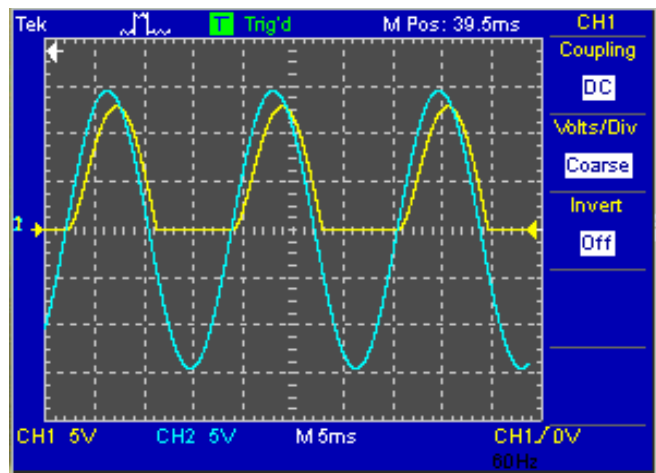 Tek T Trig'd M Pos: 39.5ms CH1
Coupling
DC
Volts/Div
Coarse
Invert
Off
CH1 5V CH2 5V M 5ms CH1 0V
60Hz